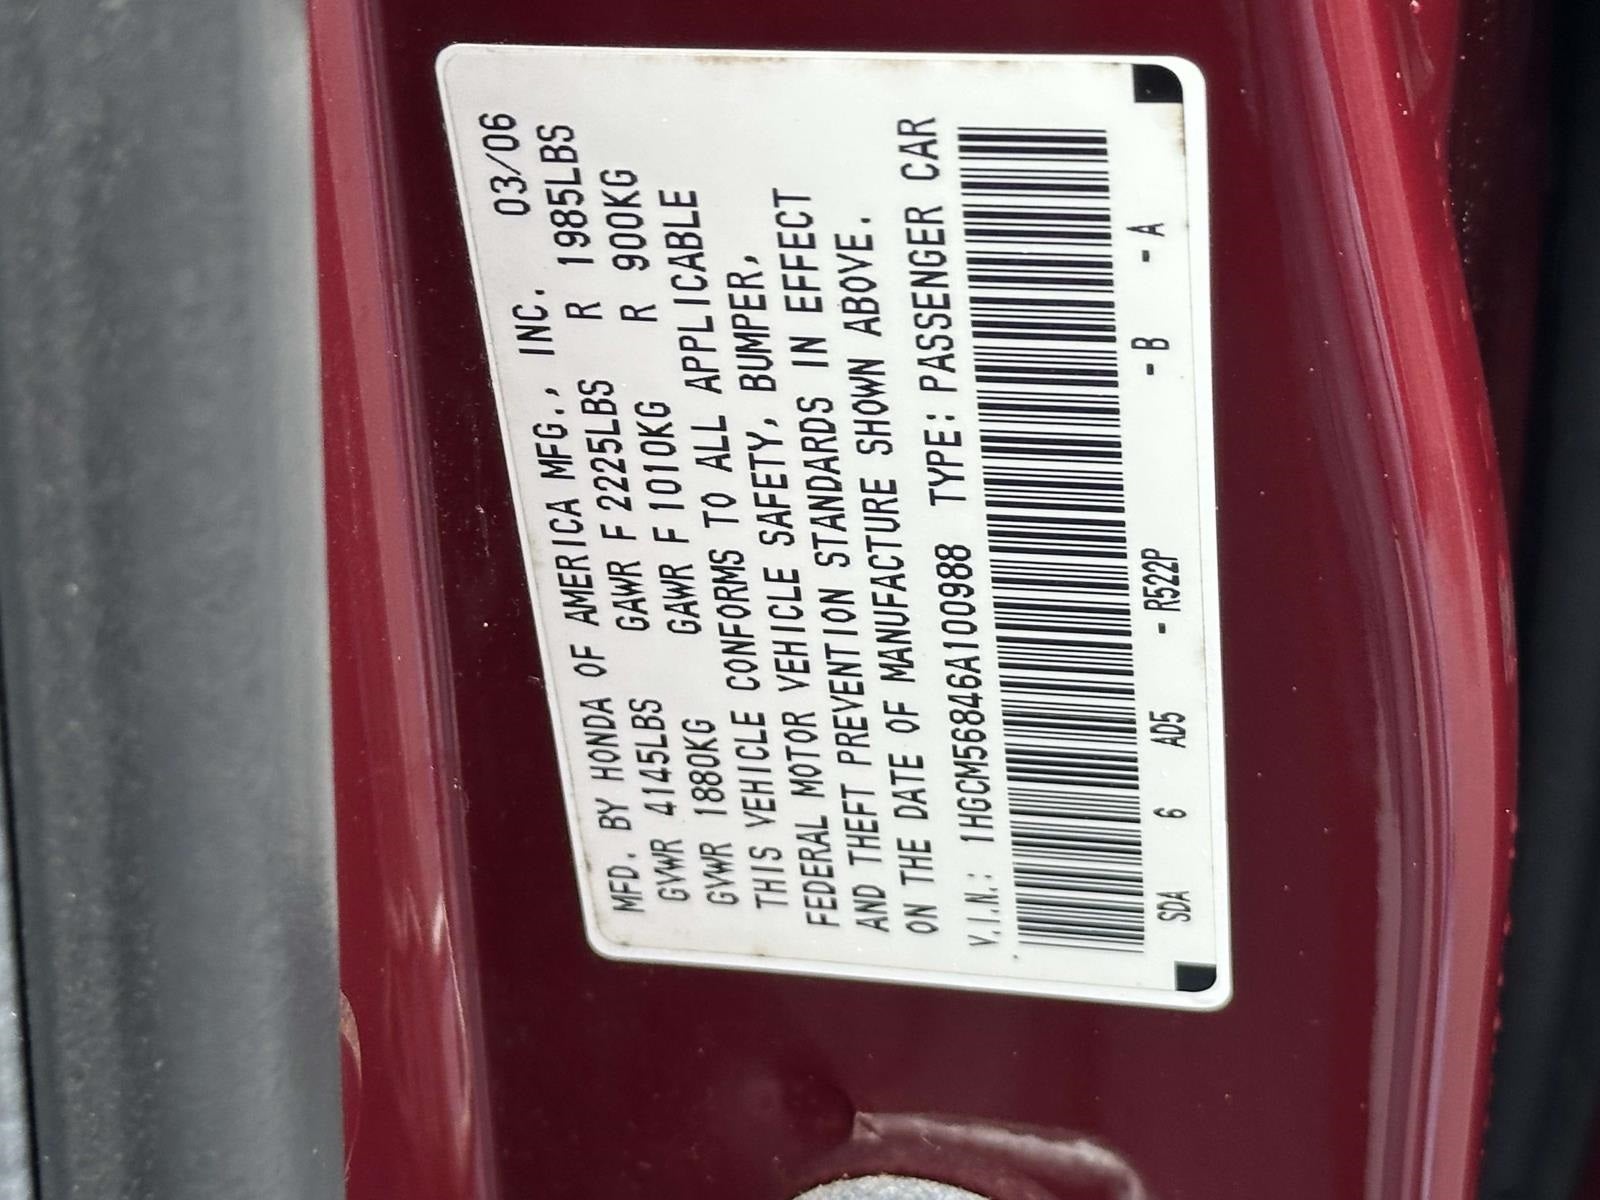 MFD. BY HONDA OF AMERICA MFG., INC. 03/06
GVWR 4145LBS GAWR F 2225LBS R 1985LBS
GVWR 1880KG GAWR F 1010KG R 900KG
THIS VEHICLE CONFORMS TO ALL APPLICABLE
FEDERAL MOTOR VEHICLE SAFETY, BUMPER,
AND THEFT PREVENTION STANDARDS IN EFFECT
ON THE DATE OF MANUFACTURE SHOWN ABOVE.
V.I.N.: 1HGCM56846A100988 TYPE: PASSENGER CAR
SDA 6 AD5 - R522P - B - A